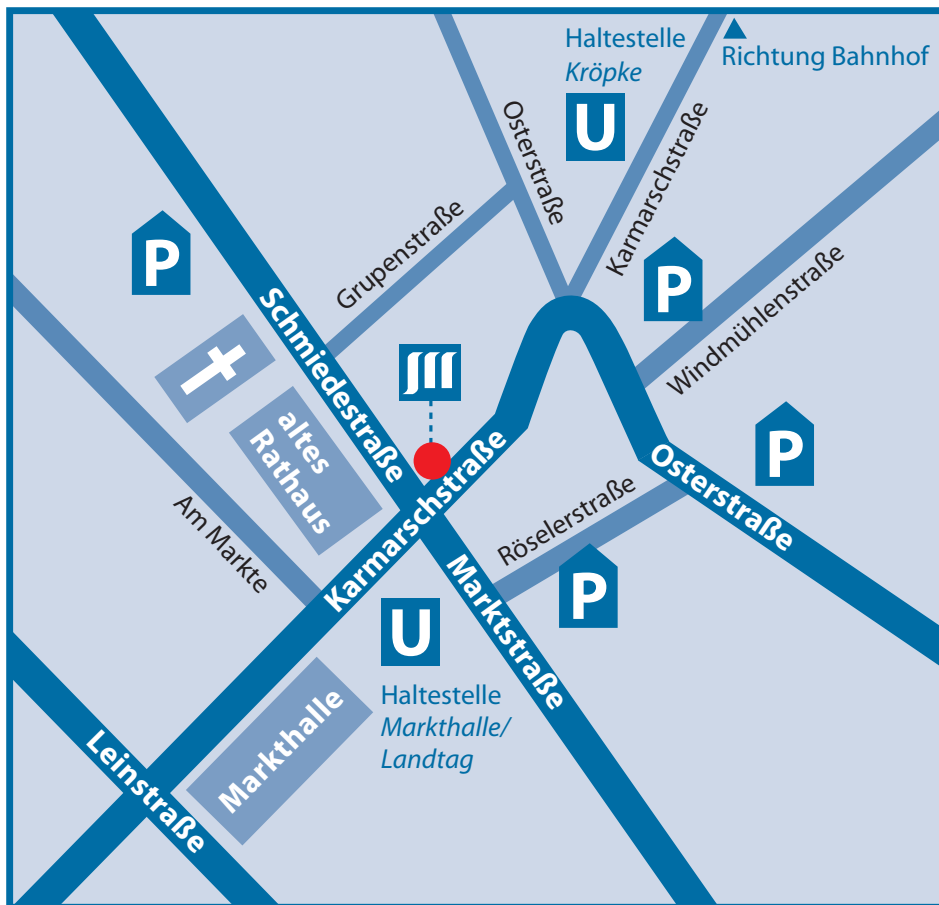 Haltestelle
Kröpke
U
Richtung Bahnhof
Osterstraße
Karmarschstraße
P
Grupenstraße
P
Windmühlenstraße
Schmiedestraße
altes
Rathaus
P
Karmarschstraße
Osterstraße
Röselerstraße
Am Markte
P
Marktstraße
U
Haltestelle
Markthalle/
Landtag
Markthalle
Leinstraße